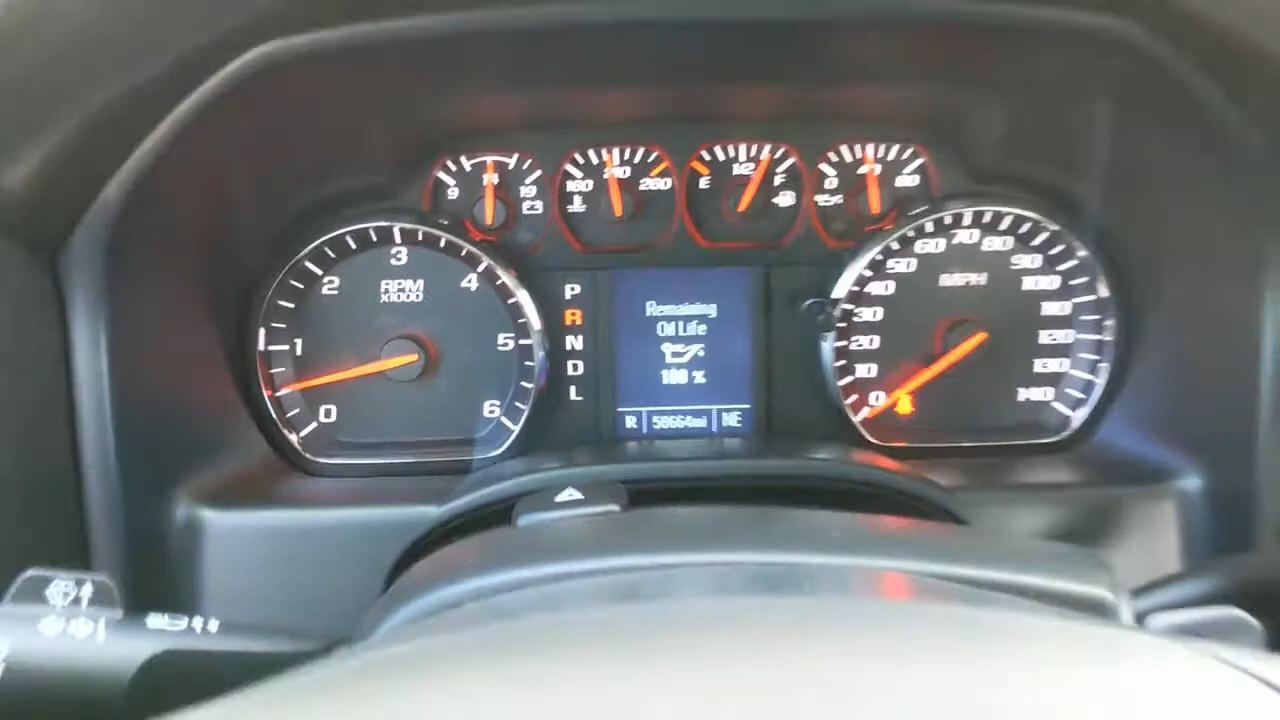 9 14 19
160 210 260
E 1/2 F
0 40 80
0 1 2 3 4 5 6
RPM
x1000
P
R
N
D
L
Remaining
Oil Life
100 %
R 58664mi NE
MPH
0 10 20 30 40 50 60 70 80 90 100 110 120 130 140